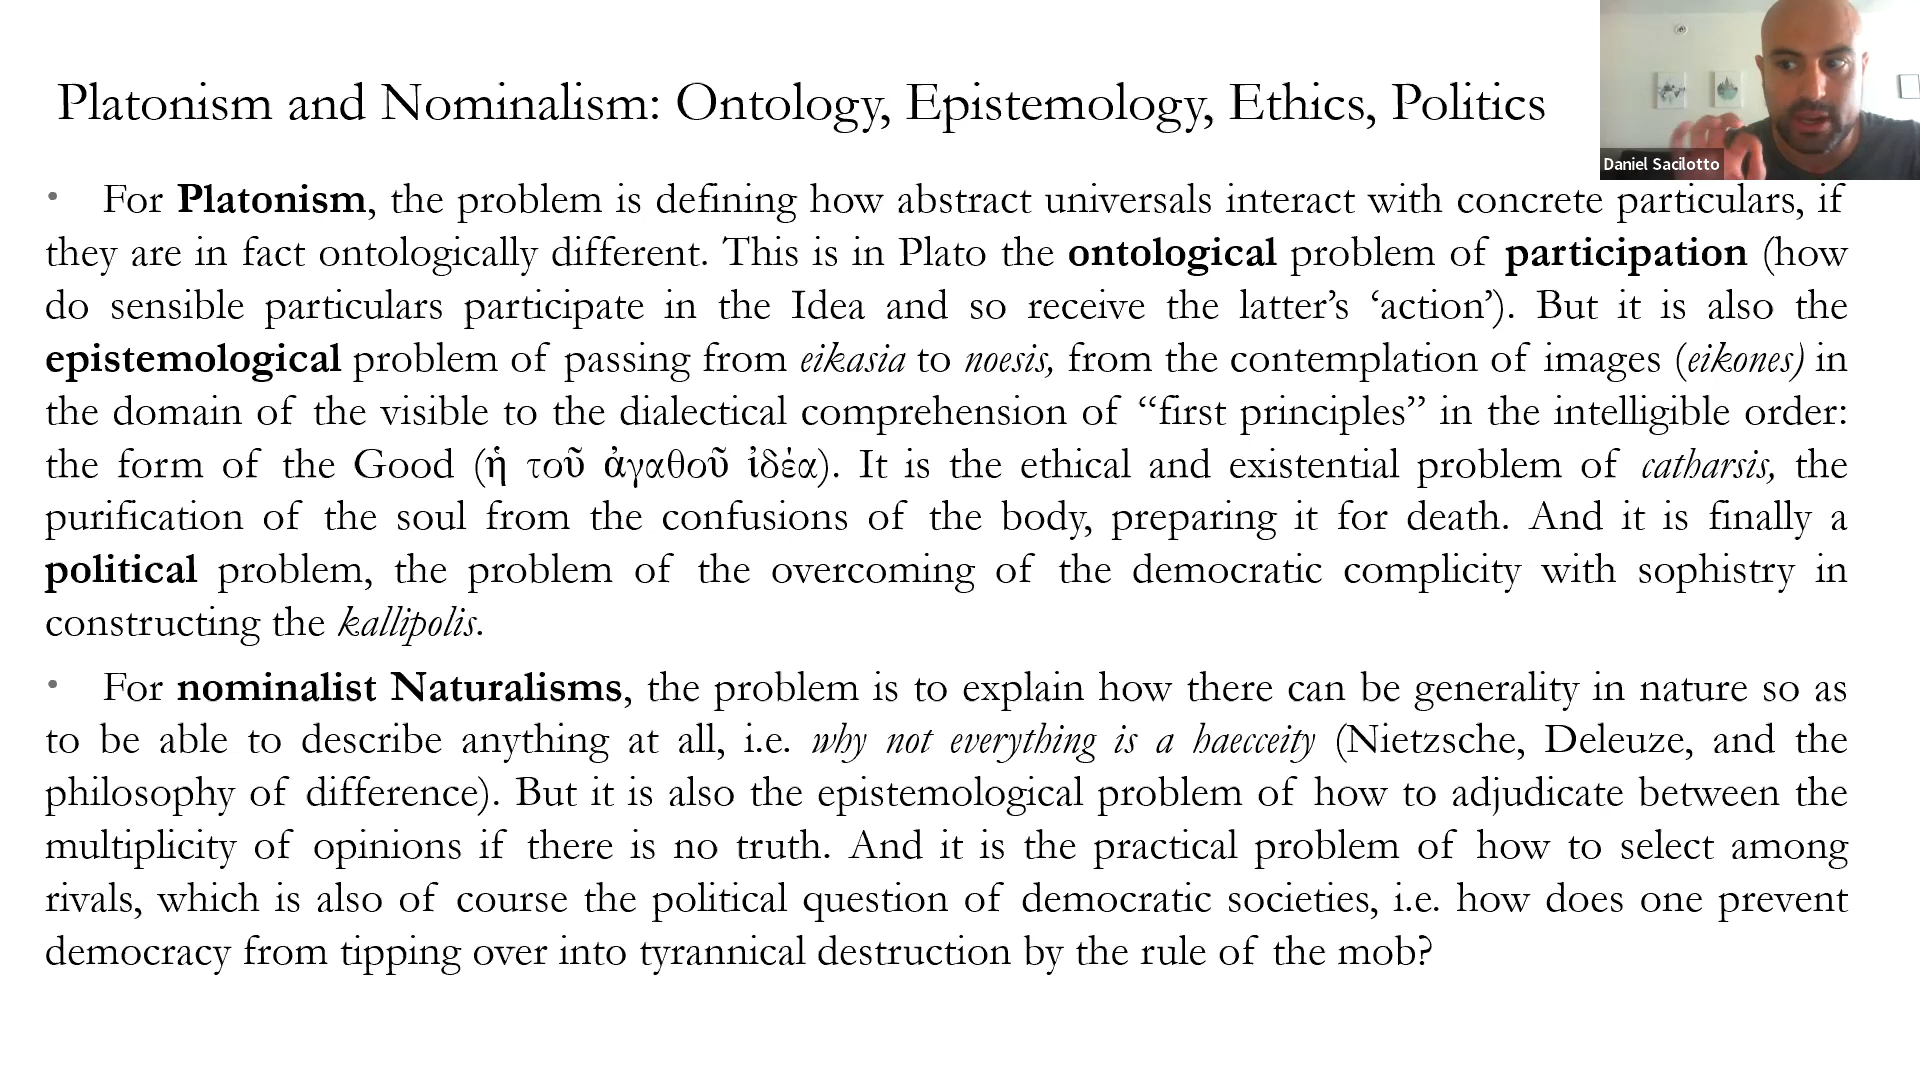 Platonism and Nominalism: Ontology, Epistemology, Ethics, Politics
Daniel Sacilotto
• For Platonism, the problem is defining how abstract universals interact with concrete particulars, if
they are in fact ontologically different. This is in Plato the ontological problem of participation (how
do sensible particulars participate in the Idea and so receive the latter’s ‘action’). But it is also the
epistemological problem of passing from eikasia to noesis, from the contemplation of images (eikones) in
the domain of the visible to the dialectical comprehension of “first principles” in the intelligible order:
the form of the Good (ἡ τοῦ ἀγαθοῦ ἰδέα). It is the ethical and existential problem of catharsis, the
purification of the soul from the confusions of the body, preparing it for death. And it is finally a
political problem, the problem of the overcoming of the democratic complicity with sophistry in
constructing the kallipolis.
• For nominalist Naturalisms, the problem is to explain how there can be generality in nature so as
to be able to describe anything at all, i.e. why not everything is a haecceity (Nietzsche, Deleuze, and the
philosophy of difference). But it is also the epistemological problem of how to adjudicate between the
multiplicity of opinions if there is no truth. And it is the practical problem of how to select among
rivals, which is also of course the political question of democratic societies, i.e. how does one prevent
democracy from tipping over into tyrannical destruction by the rule of the mob?